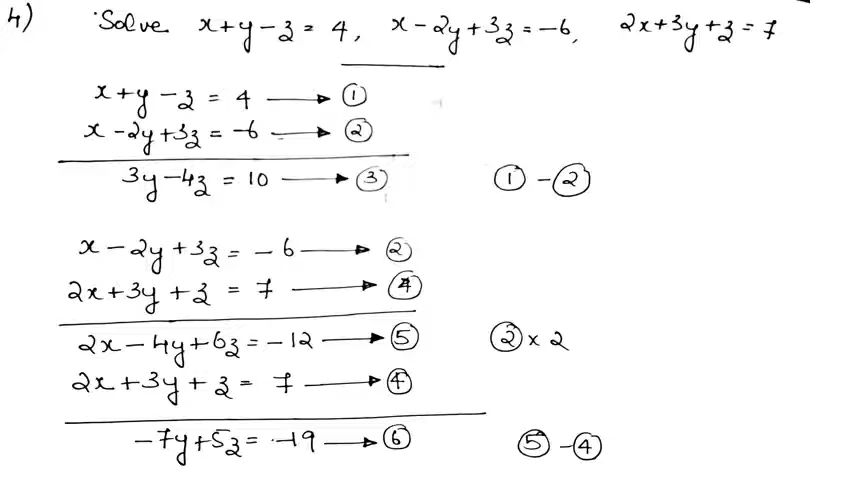 4) Solve x+y-z = 4, x-2y+3z = -6, 2x+3y+z = 7
x+y-z = 4 → ①
x-2y+3z = -6 → ②
3y-4z = 10 → ③ ①-②
x-2y+3z = -6 → ②
2x+3y+z = 7 → ④
2x-4y+6z = -12 → ⑤ ②×2
2x+3y+z = 7 → ④
-7y+5z = -19 → ⑥ ⑤-④